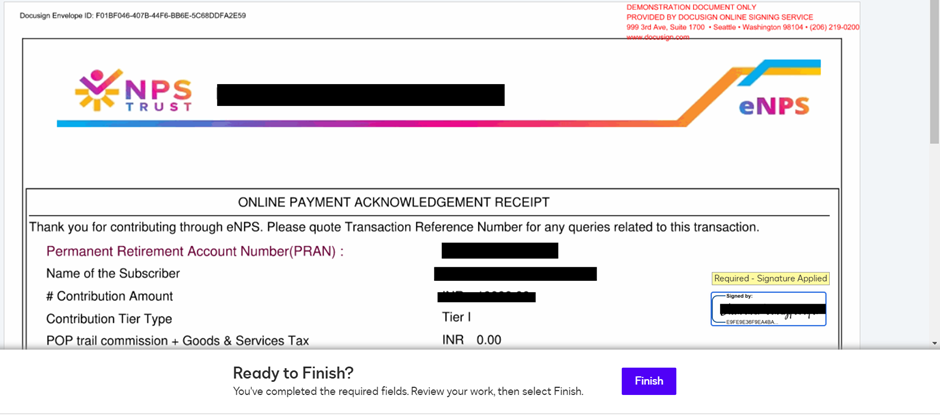 Docusign Envelope ID: F01BF046-407B-44F6-BB6E-5C68DDFA2E59
DEMONSTRATION DOCUMENT ONLY
PROVIDED BY DOCUSIGN ONLINE SIGNING SERVICE
999 3rd Ave, Suite 1700 • Seattle • Washington 98104 • (206) 219-0200
www.docusign.com
NPS
TRUST
eNPS
ONLINE PAYMENT ACKNOWLEDGEMENT RECEIPT
Thank you for contributing through eNPS. Please quote Transaction Reference Number for any queries related to this transaction.
Permanent Retirement Account Number(PRAN) :
Name of the Subscriber
# Contribution Amount
Contribution Tier Type Tier I
POP trail commission + Goods & Services Tax INR 0.00
Required - Signature Applied
Signed by:
E9FE9E36F9EA4BA...
Ready to Finish?
You've completed the required fields. Review your work, then select Finish.
Finish